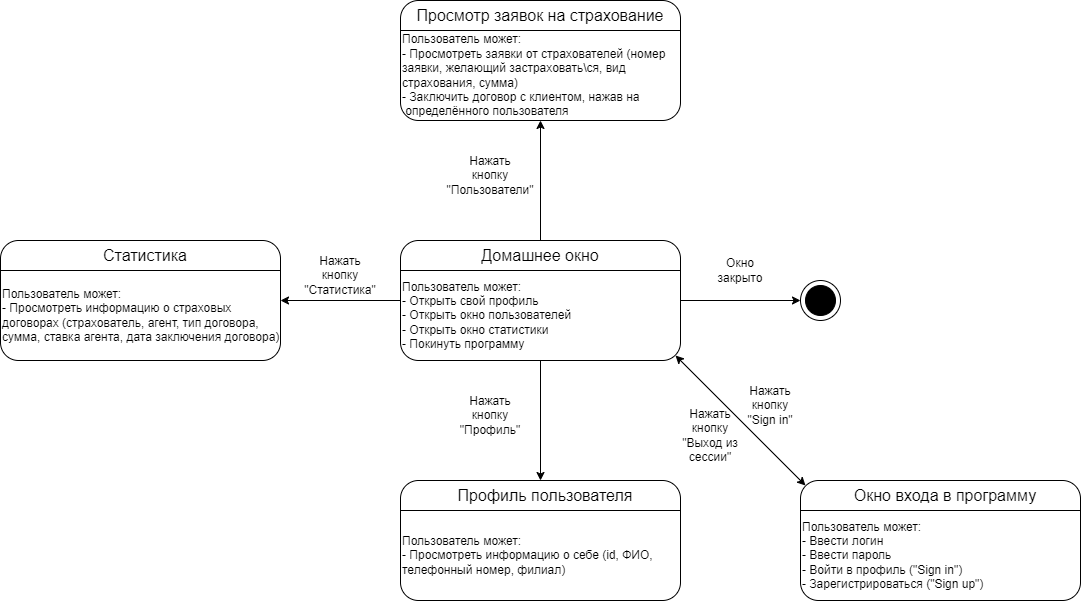 Просмотр заявок на страхование
Пользователь может:
- Просмотреть заявки от страхователей (номер
заявки, желающий застраховать\ся, вид
страхования, сумма)
- Заключить договор с клиентом, нажав на
определённого пользователя
Нажать
кнопку
"Пользователи"
Статистика
Пользователь может:
- Просмотреть информацию о страховых
договорах (страхователь, агент, тип договора,
сумма, ставка агента, дата заключения договора)
Нажать
кнопку
"Статистика"
Домашнее окно
Пользователь может:
- Открыть свой профиль
- Открыть окно пользователей
- Открыть окно статистики
- Покинуть программу
Окно
закрыто
Нажать
кнопку
"Профиль"
Нажать
кнопку
"Выход из
сессии"
Нажать
кнопку
"Sign in"
Профиль пользователя
Пользователь может:
- Просмотреть информацию о себе (id, ФИО,
телефонный номер, филиал)
Окно входа в программу
Пользователь может:
- Ввести логин
- Ввести пароль
- Войти в профиль ("Sign in")
- Зарегистрироваться ("Sign up")